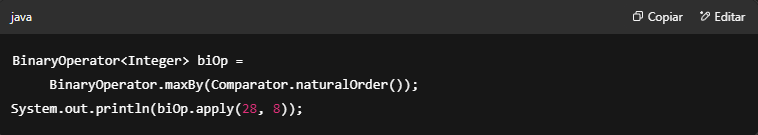 java
Copiar
Editar
BinaryOperator<Integer> biOp =
     BinaryOperator.maxBy(Comparator.naturalOrder());
System.out.println(biOp.apply(28, 8));